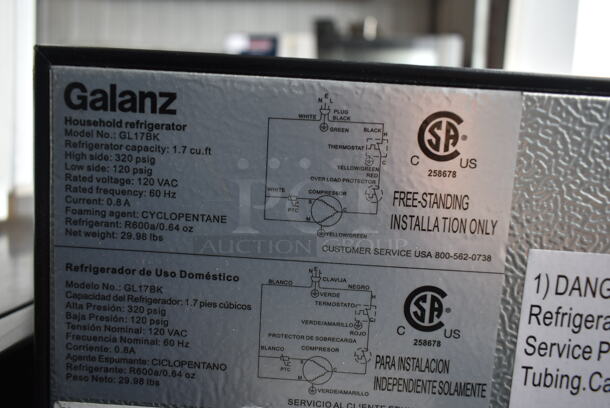 Galanz
Household refrigerator
Model No.: GL17BK
Refrigerator capacity: 1.7 cu.ft
High side: 320 psig
Low side: 120 psig
Rated voltage: 120 VAC
Rated frequency: 60 Hz
Current: 0.8 A
Foaming agent: CYCLOPENTANE
Refrigerant: R600a/0.64 oz
Net weight: 29.98 lbs
N E L
PLUG
WHITE BLACK
GREEN BLACK
THERMOSTAT
YELLOW/GREEN
RED
OVER LOAD PROTECTOR
WHITE COMPRESSOR
PTC
YELLOW/GREEN
C US
258678
FREE-STANDING
INSTALLATION ONLY
CUSTOMER SERVICE USA 800-562-0738
AUCTION GROUP
Refrigerador de Uso Doméstico
Modelo No.: GL17BK
Capacidad del Refrigerador: 1.7 pies cúbicos
Alta Presión: 320 psig
Baja Presión: 120 psig
Tensión Nominal: 120 VAC
Frecuencia Nominal: 60 Hz
Corriente: 0.8A
Agente Espumante: CICLOPENTANO
Refrigerante: R600a/0.64 oz
Peso Neto: 29.98 lbs
BLANCO CLAVIJA
NEGRO
VERDE
TERMOSTATO
VERDE/AMARILLO
ROJO
PROTECTOR DE SOBRECARGA
BLANCO COMPRESOR
PTC
VERDE/AMARILLO
C US
258678
PARA INSTALACION
INDEPENDIENTE SOLAMENTE
SERVICIO AL CLIENTE
1) DANG
Refrigera
Service P
Tubing.Ca